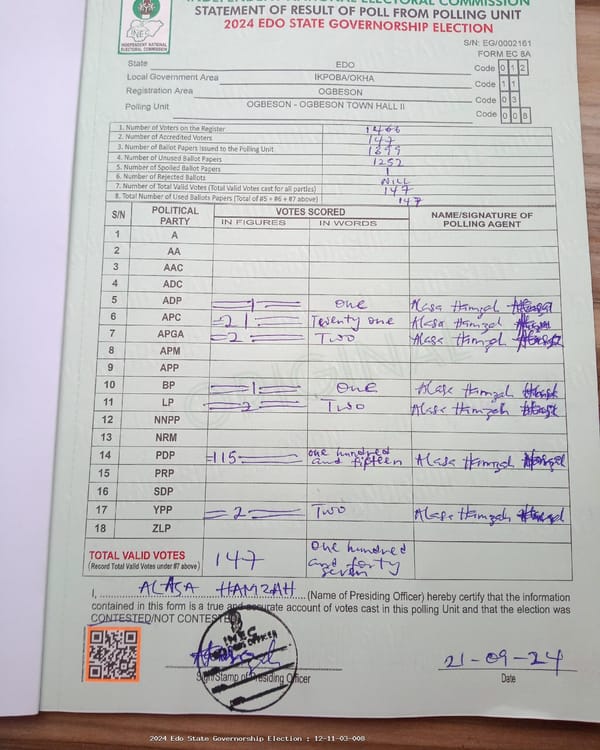 INDEPENDENT NATIONAL ELECTORAL COMMISSION
STATEMENT OF RESULT OF POLL FROM POLLING UNIT
2024 EDO STATE GOVERNORSHIP ELECTION
INEC
INDEPENDENT NATIONAL
ELECTORAL COMMISSION
S/N: EG/0002161
FORM EC 8A
State EDO Code 0 1 2
Local Government Area IKPOBA/OKHA Code 1 1
Registration Area OGBESON Code 0 3
Polling Unit OGBESON - OGBESON TOWN HALL II Code 0 0 8
1. Number of Voters on the Register 1466
2. Number of Accredited Voters 147
3. Number of Ballot Papers Issued to the Polling Unit 1399
4. Number of Unused Ballot Papers 1252
5. Number of Spoiled Ballot Papers 1
6. Number of Rejected Ballots NILL
7. Number of Total Valid Votes (Total Valid Votes cast for all parties) 147
8. Total Number of Used Ballots Papers (Total of #5 + #6 + #7 above) 147
S/N POLITICAL PARTY VOTES SCORED NAME/SIGNATURE OF POLLING AGENT
IN FIGURES IN WORDS
1 A
2 AA
3 AAC
4 ADC
5 ADP =1= one Alasa Hamzah
6 APC =21= Twenty one Alasa Hamzah
7 APGA =2= Two Alasa Hamzah
8 APM
9 APP
10 BP =1= one Alasa Hamzah
11 LP =2= Two Alasa Hamzah
12 NNPP
13 NRM
14 PDP =115= one hundred and fifteen Alasa Hamzah
15 PRP
16 SDP
17 YPP =2= Two Alasa Hamzah
18 ZLP
TOTAL VALID VOTES 147 one hundred and forty seven
(Record Total Valid Votes under #7 above)
I, ALASA HAMZAH (Name of Presiding Officer) hereby certify that the information
contained in this form is a true and accurate account of votes cast in this polling Unit and that the election was
CONTESTED/NOT CONTESTED
INEC
Sign/Stamp of Presiding Officer
21-09-24
Date
ORIGINAL
2024 Edo State Governorship Election : 12-11-03-008